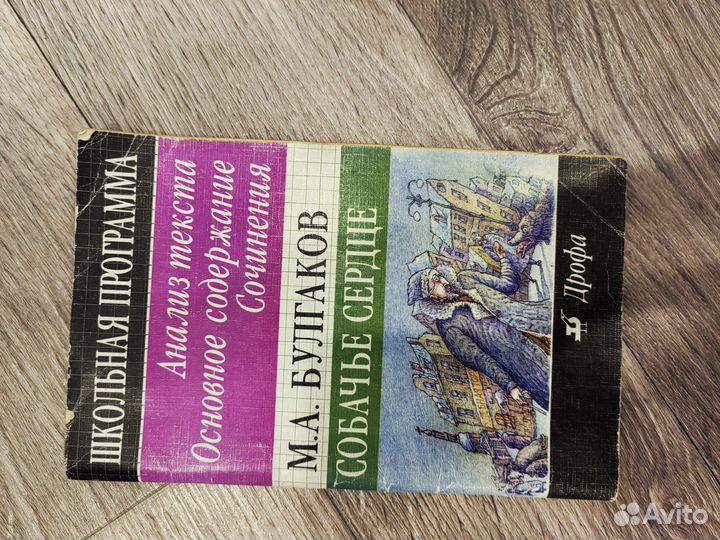 ШКОЛЬНАЯ ПРОГРАММА
Анализ текста
Основное содержание
Сочинения
М.А. БУЛГАКОВ
СОБАЧЬЕ СЕРДЦЕ
Дрофа
Avito